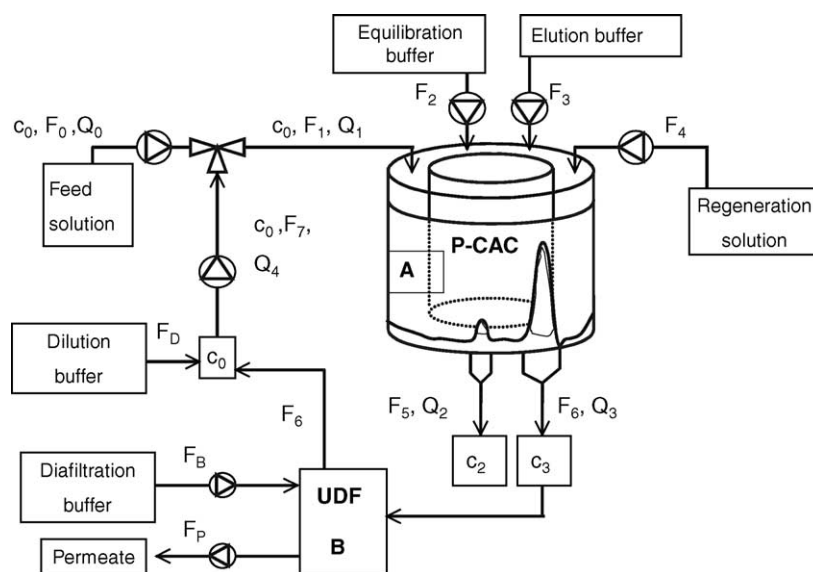 Equilibration
buffer
Elution buffer
F2
F3
F4
c0, F0 ,Q0
c0, F1, Q1
Feed
solution
Regeneration
solution
c0 ,F7,
Q4
P-CAC
A
Dilution
buffer
FD
c0
F6
F5, Q2
F6, Q3
c2
c3
Diafiltration
buffer
FB
UDF
B
FP
Permeate